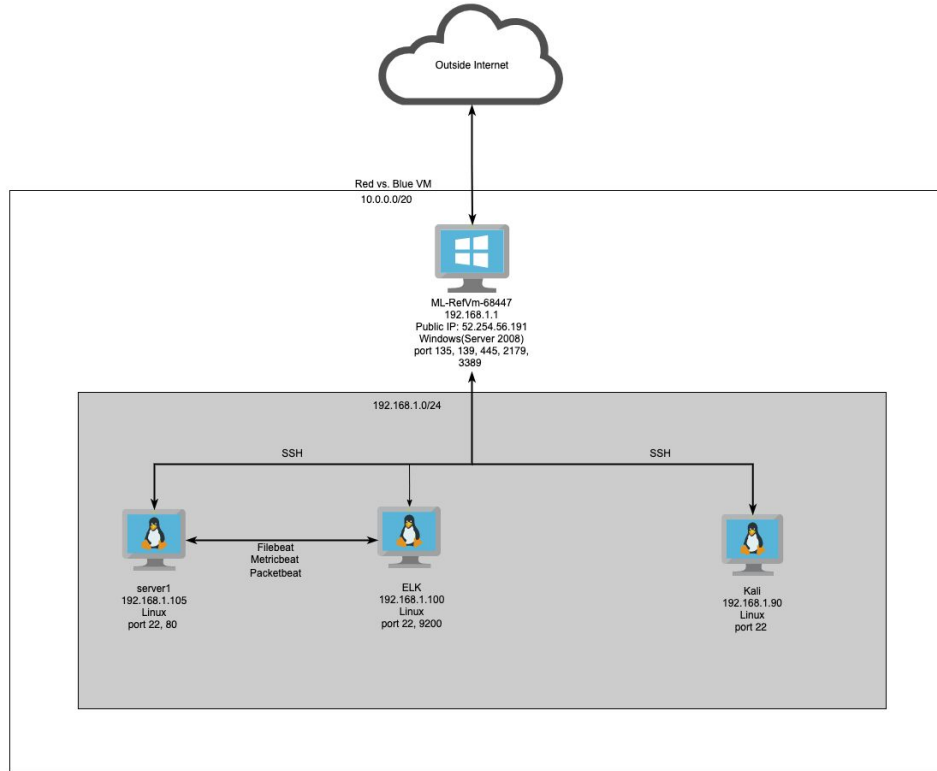 Outside Internet
Red vs. Blue VM
10.0.0.0/20
ML-RefVm-68447
192.168.1.1
Public IP: 52.254.56.191
Windows(Server 2008)
port 135, 139, 445, 2179,
3389
192.168.1.0/24
SSH
SSH
Filebeat
Metricbeat
Packetbeat
server1
192.168.1.105
Linux
port 22, 80
ELK
192.168.1.100
Linux
port 22, 9200
Kali
192.168.1.90
Linux
port 22